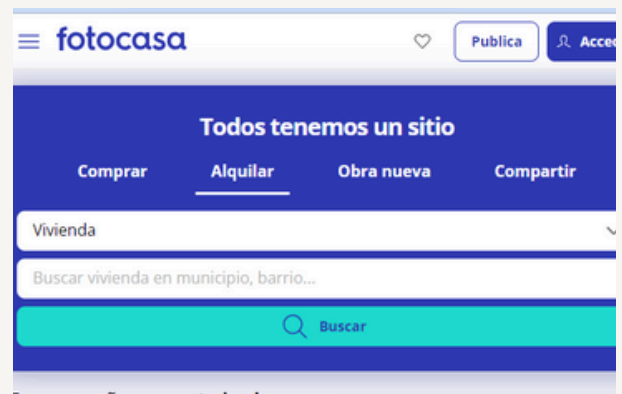 fotocasa
Publica
Todos tenemos un sitio
Comprar Alquilar Obra nueva Compartir
Vivienda
Buscar vivienda en municipio, barrio...
Buscar